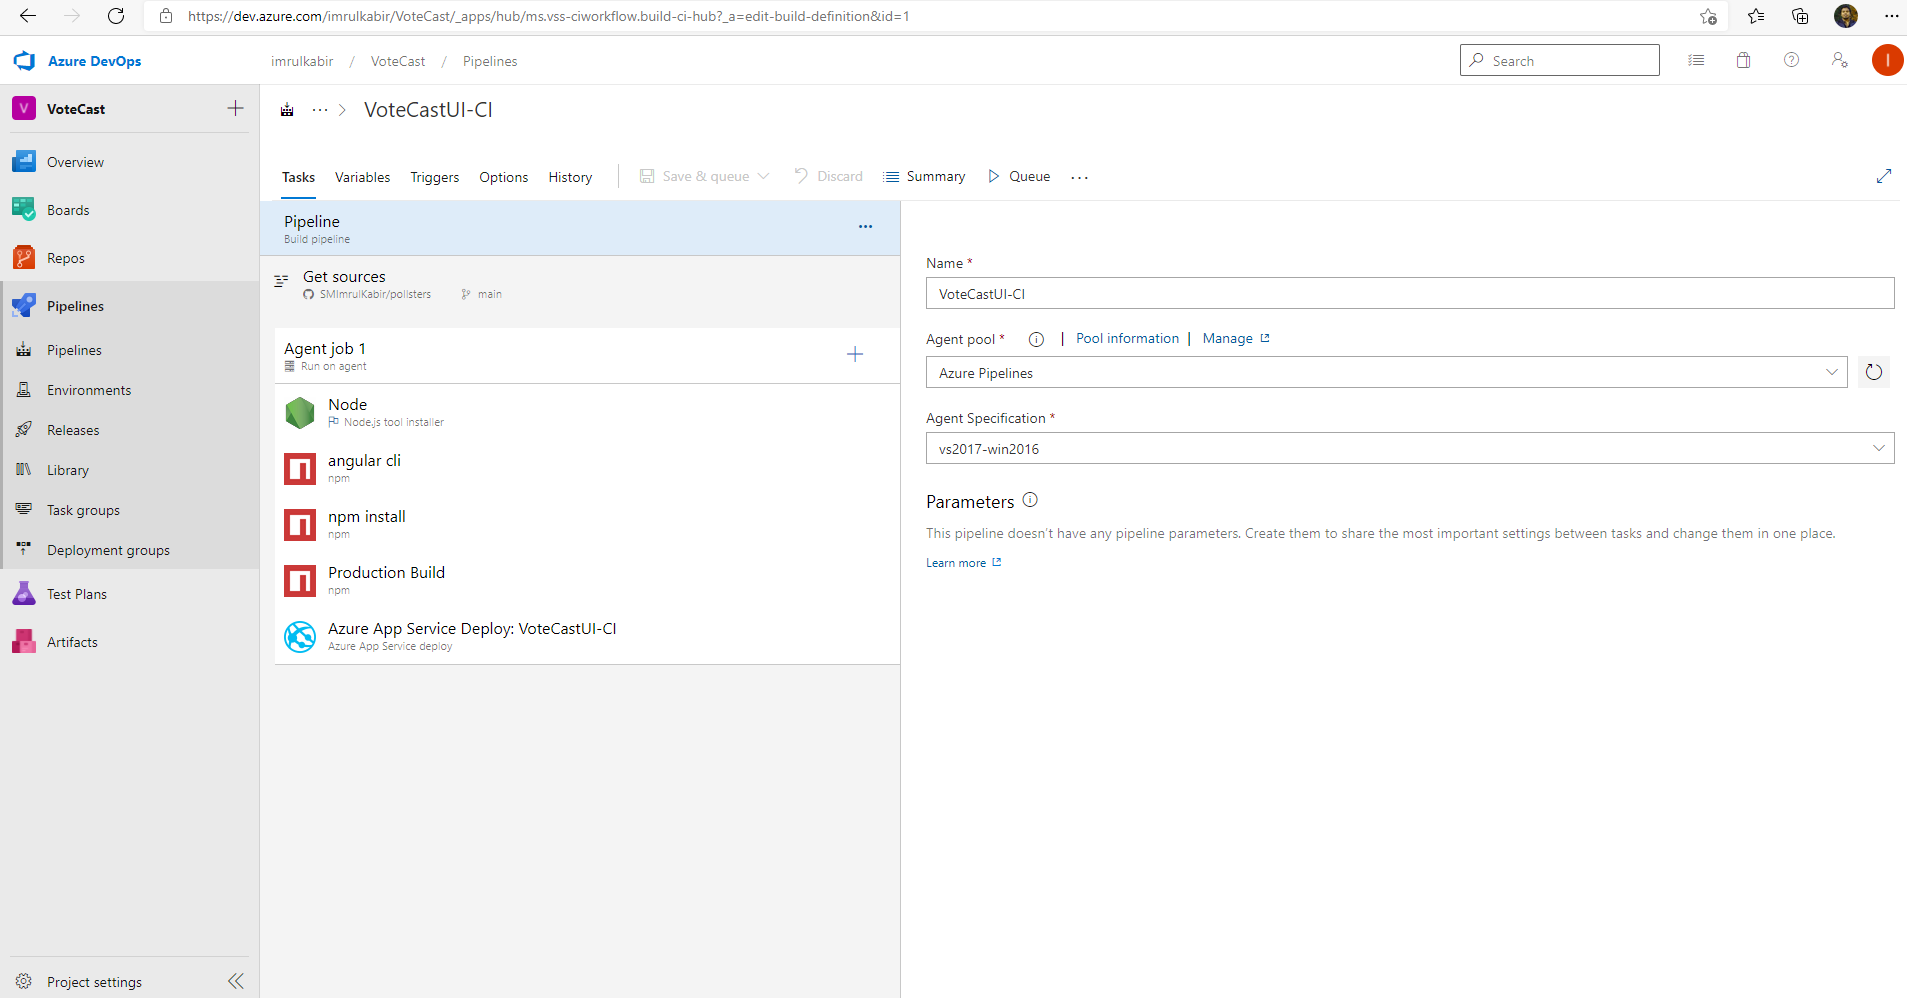 https://dev.azure.com/imrulkabir/VoteCast/_apps/hub/ms.vss-ciworkflow.build-ci-hub?_a=edit-build-definition&id=1
Azure DevOps
imrulkabir / VoteCast / Pipelines
Search
I
V VoteCast
Overview
Boards
Repos
Pipelines
Pipelines
Environments
Releases
Library
Task groups
Deployment groups
Test Plans
Artifacts
Project settings
... > VoteCastUI-CI
Tasks Variables Triggers Options History | Save & queue Discard Summary Queue ...
Pipeline
Build pipeline
Get sources
SMImrulKabir/pollsters main
Agent job 1
Run on agent
Node
Node.js tool installer
angular cli
npm
npm install
npm
Production Build
npm
Azure App Service Deploy: VoteCastUI-CI
Azure App Service deploy
Name *
VoteCastUI-CI
Agent pool * | Pool information | Manage
Azure Pipelines
Agent Specification *
vs2017-win2016
Parameters
This pipeline doesn't have any pipeline parameters. Create them to share the most important settings between tasks and change them in one place.
Learn more